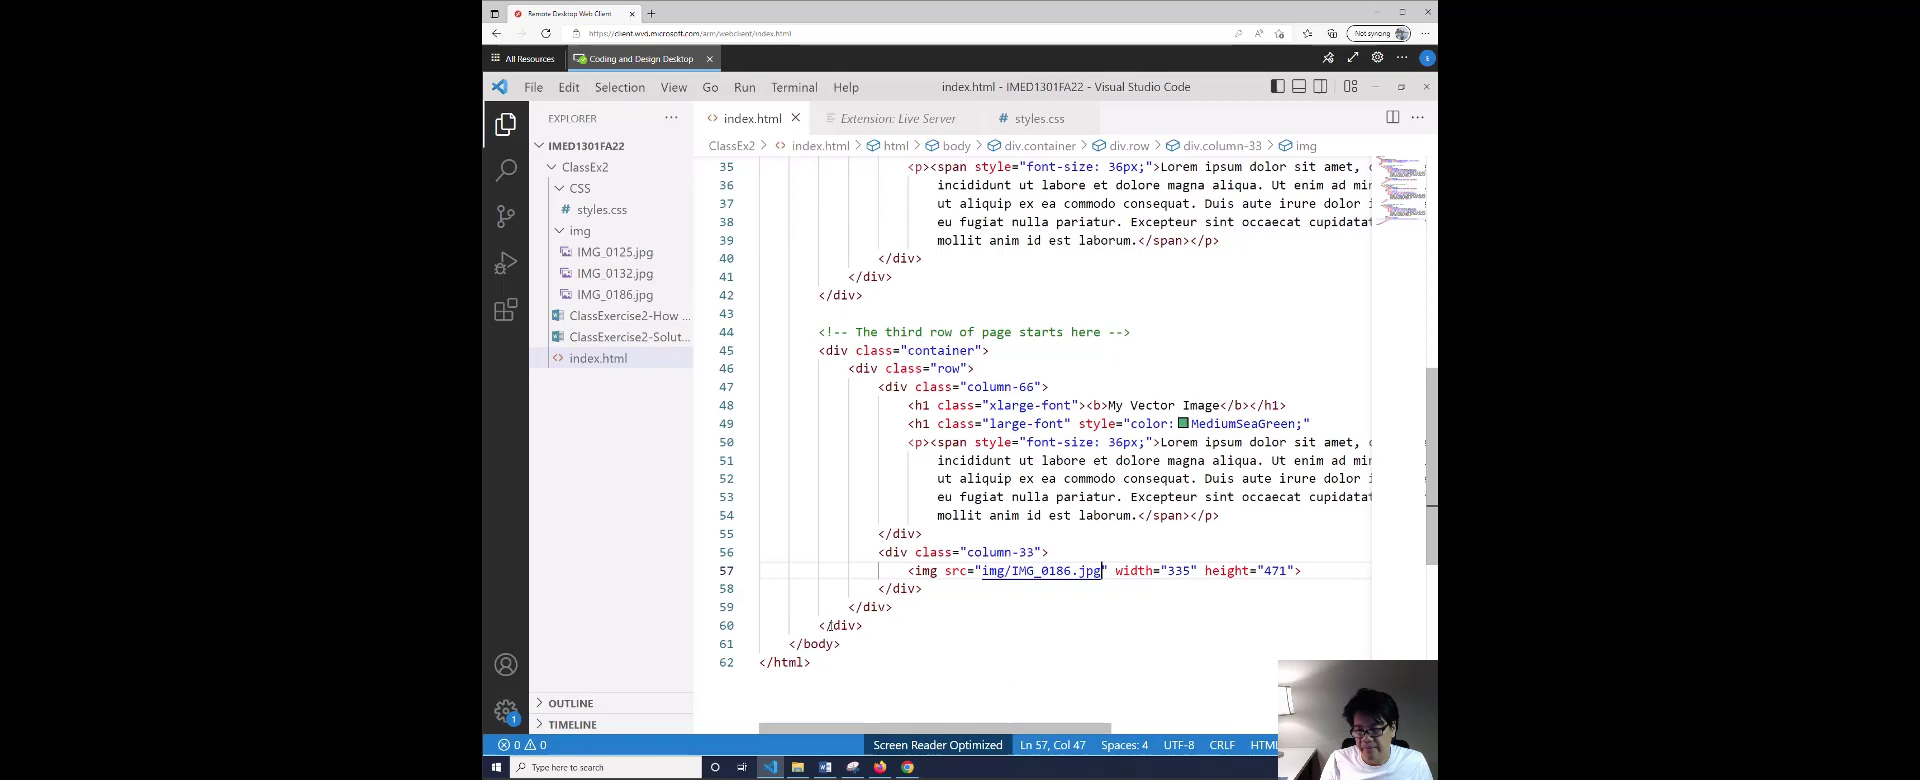 Remote Desktop Web Client
https://client.wvd.microsoft.com/arm/webclient/index.html
Not syncing
All Resources
Coding and Design Desktop
E
File Edit Selection View Go Run Terminal Help
index.html - IMED1301FA22 - Visual Studio Code
EXPLORER
index.html
Extension: Live Server
# styles.css
IMED1301FA22
ClassEx2 > index.html > html > body > div.container > div.row > div.column-33 > img
ClassEx2
CSS
# styles.css
img
IMG_0125.jpg
IMG_0132.jpg
IMG_0186.jpg
ClassExercise2-How ...
ClassExercise2-Solut...
index.html
OUTLINE
TIMELINE
35 <p><span style="font-size: 36px;">Lorem ipsum dolor sit amet,
36 incididunt ut labore et dolore magna aliqua. Ut enim ad
37 ut aliquip ex ea commodo consequat. Duis aute irure dolor
38 eu fugiat nulla pariatur. Excepteur sint occaecat
39 mollit anim id est laborum.</span></p>
40 </div>
41 </div>
42 </div>
43
44 <!-- The third row of page starts here -->
45 <div class="container">
46 <div class="row">
47 <div class="column-66">
48 <h1 class="xlarge-font"><b>My Vector Image</b></h1>
49 <h1 class="large-font" style="color: MediumSeaGreen;"
50 <p><span style="font-size: 36px;">Lorem ipsum dolor sit amet,
51 incididunt ut labore et dolore magna aliqua. Ut enim ad
52 ut aliquip ex ea commodo consequat. Duis aute irure dolor
53 eu fugiat nulla pariatur. Excepteur sint occaecat
54 mollit anim id est laborum.</span></p>
55 </div>
56 <div class="column-33">
57 <img src="img/IMG_0186.jpg" width="335" height="471">
58 </div>
59 </div>
60 </div>
61 </body>
62 </html>
1
0 0
Screen Reader Optimized
Ln 57, Col 47 Spaces: 4 UTF-8 CRLF HTML
Type here to search